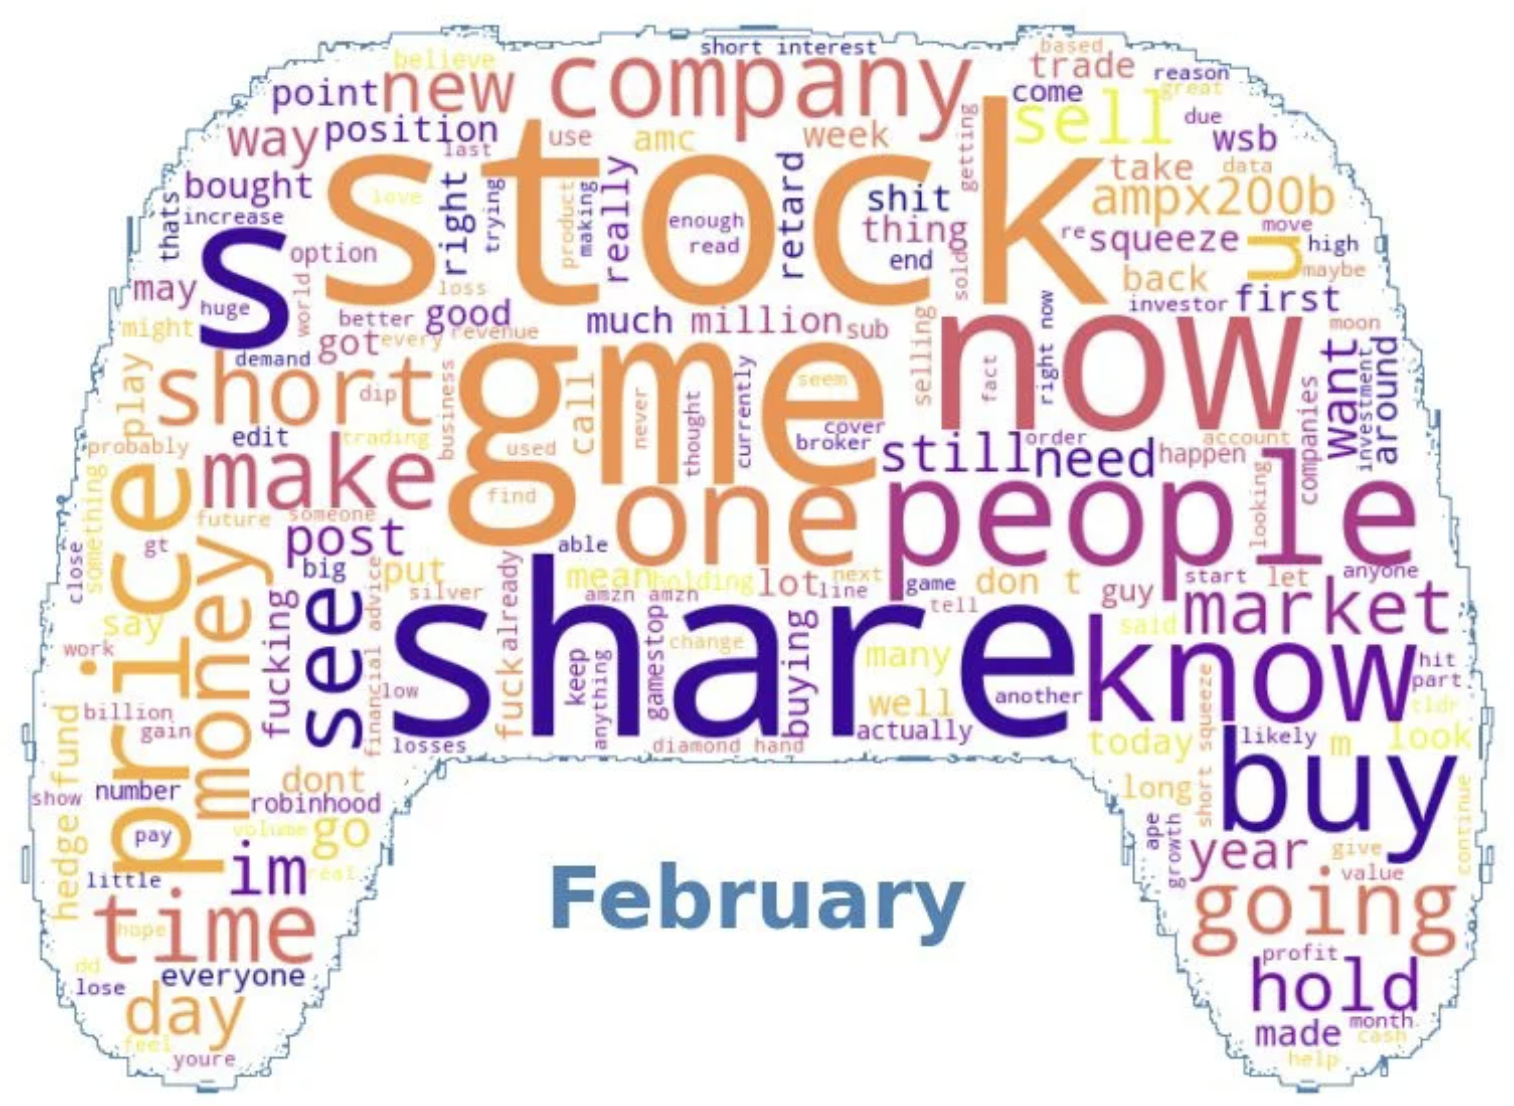 short interest
based
believe
new
company
trade
reason
point
come
great
sell
due
way
position
use
amc
week
getting
wsb
last
take
data
bought
love
right
trying
product
making
really
enough
read
retard
shit
thing
end
sold
ampx200b
thats
increase
stock
re
squeeze
u
move
high
s
option
back
maybe
may
huge
world
loss
investor
first
better
good
much
million
sub
selling
right now
might
got
every
revenue
moon
demand
now
play
short
dip
business
gme
call
never
thought
currently
seem
fact
want
investment
around
companies
cover
broker
edit
trading
used
still
order
need
account
happen
probably
make
price
something
find
one
people
looking
future
someone
gt
post
able
close
money
big
put
mean
holding
lot
next
line
game
don t
start
let
anyone
silver
amzn amzn
tell
guy
market
say
fucking
see
financial advice
already
fuck
share
gamestop
change
buying
many
said
know
work
low
keep
anything
another
well
hit
part
tldr
billion
gain
losses
diamond hand
actually
today
short squeeze
likely
m
look
hedge fund
dont
long
buy
show
number
robinhood
continue
pay
volume
go
ape
growth
year
give
value
little
im
real
February
time
hope
going
dd
everyone
profit
lose
hold
day
month
made
cash
feel
youre
help